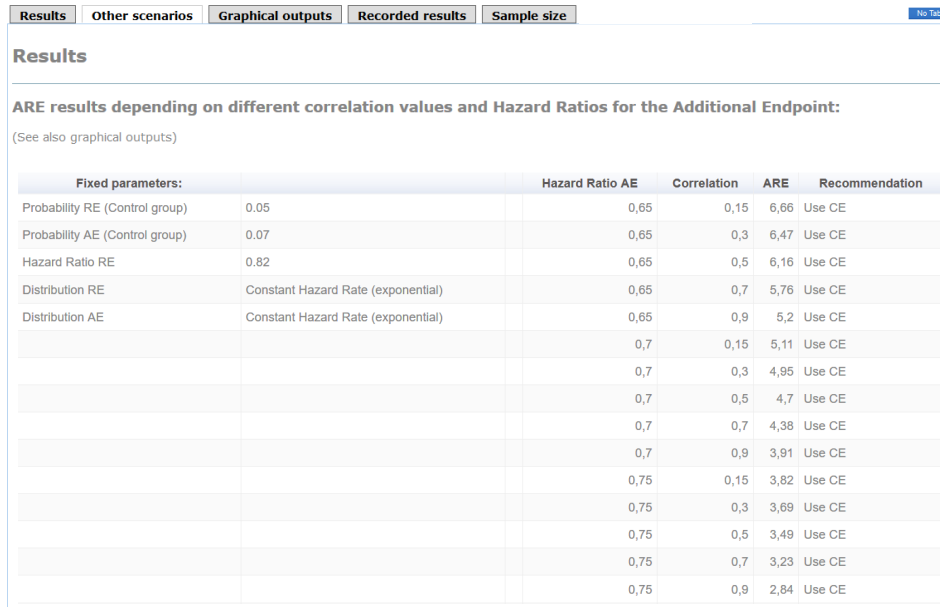 Results Other scenarios Graphical outputs Recorded results Sample size No Tab
Results
ARE results depending on different correlation values and Hazard Ratios for the Additional Endpoint:
(See also graphical outputs)
Fixed parameters: Hazard Ratio AE Correlation ARE Recommendation
Probability RE (Control group) 0.05 0,65 0,15 6,66 Use CE
Probability AE (Control group) 0.07 0,65 0,3 6,47 Use CE
Hazard Ratio RE 0.82 0,65 0,5 6,16 Use CE
Distribution RE Constant Hazard Rate (exponential) 0,65 0,7 5,76 Use CE
Distribution AE Constant Hazard Rate (exponential) 0,65 0,9 5,2 Use CE
0,7 0,15 5,11 Use CE
0,7 0,3 4,95 Use CE
0,7 0,5 4,7 Use CE
0,7 0,7 4,38 Use CE
0,7 0,9 3,91 Use CE
0,75 0,15 3,82 Use CE
0,75 0,3 3,69 Use CE
0,75 0,5 3,49 Use CE
0,75 0,7 3,23 Use CE
0,75 0,9 2,84 Use CE